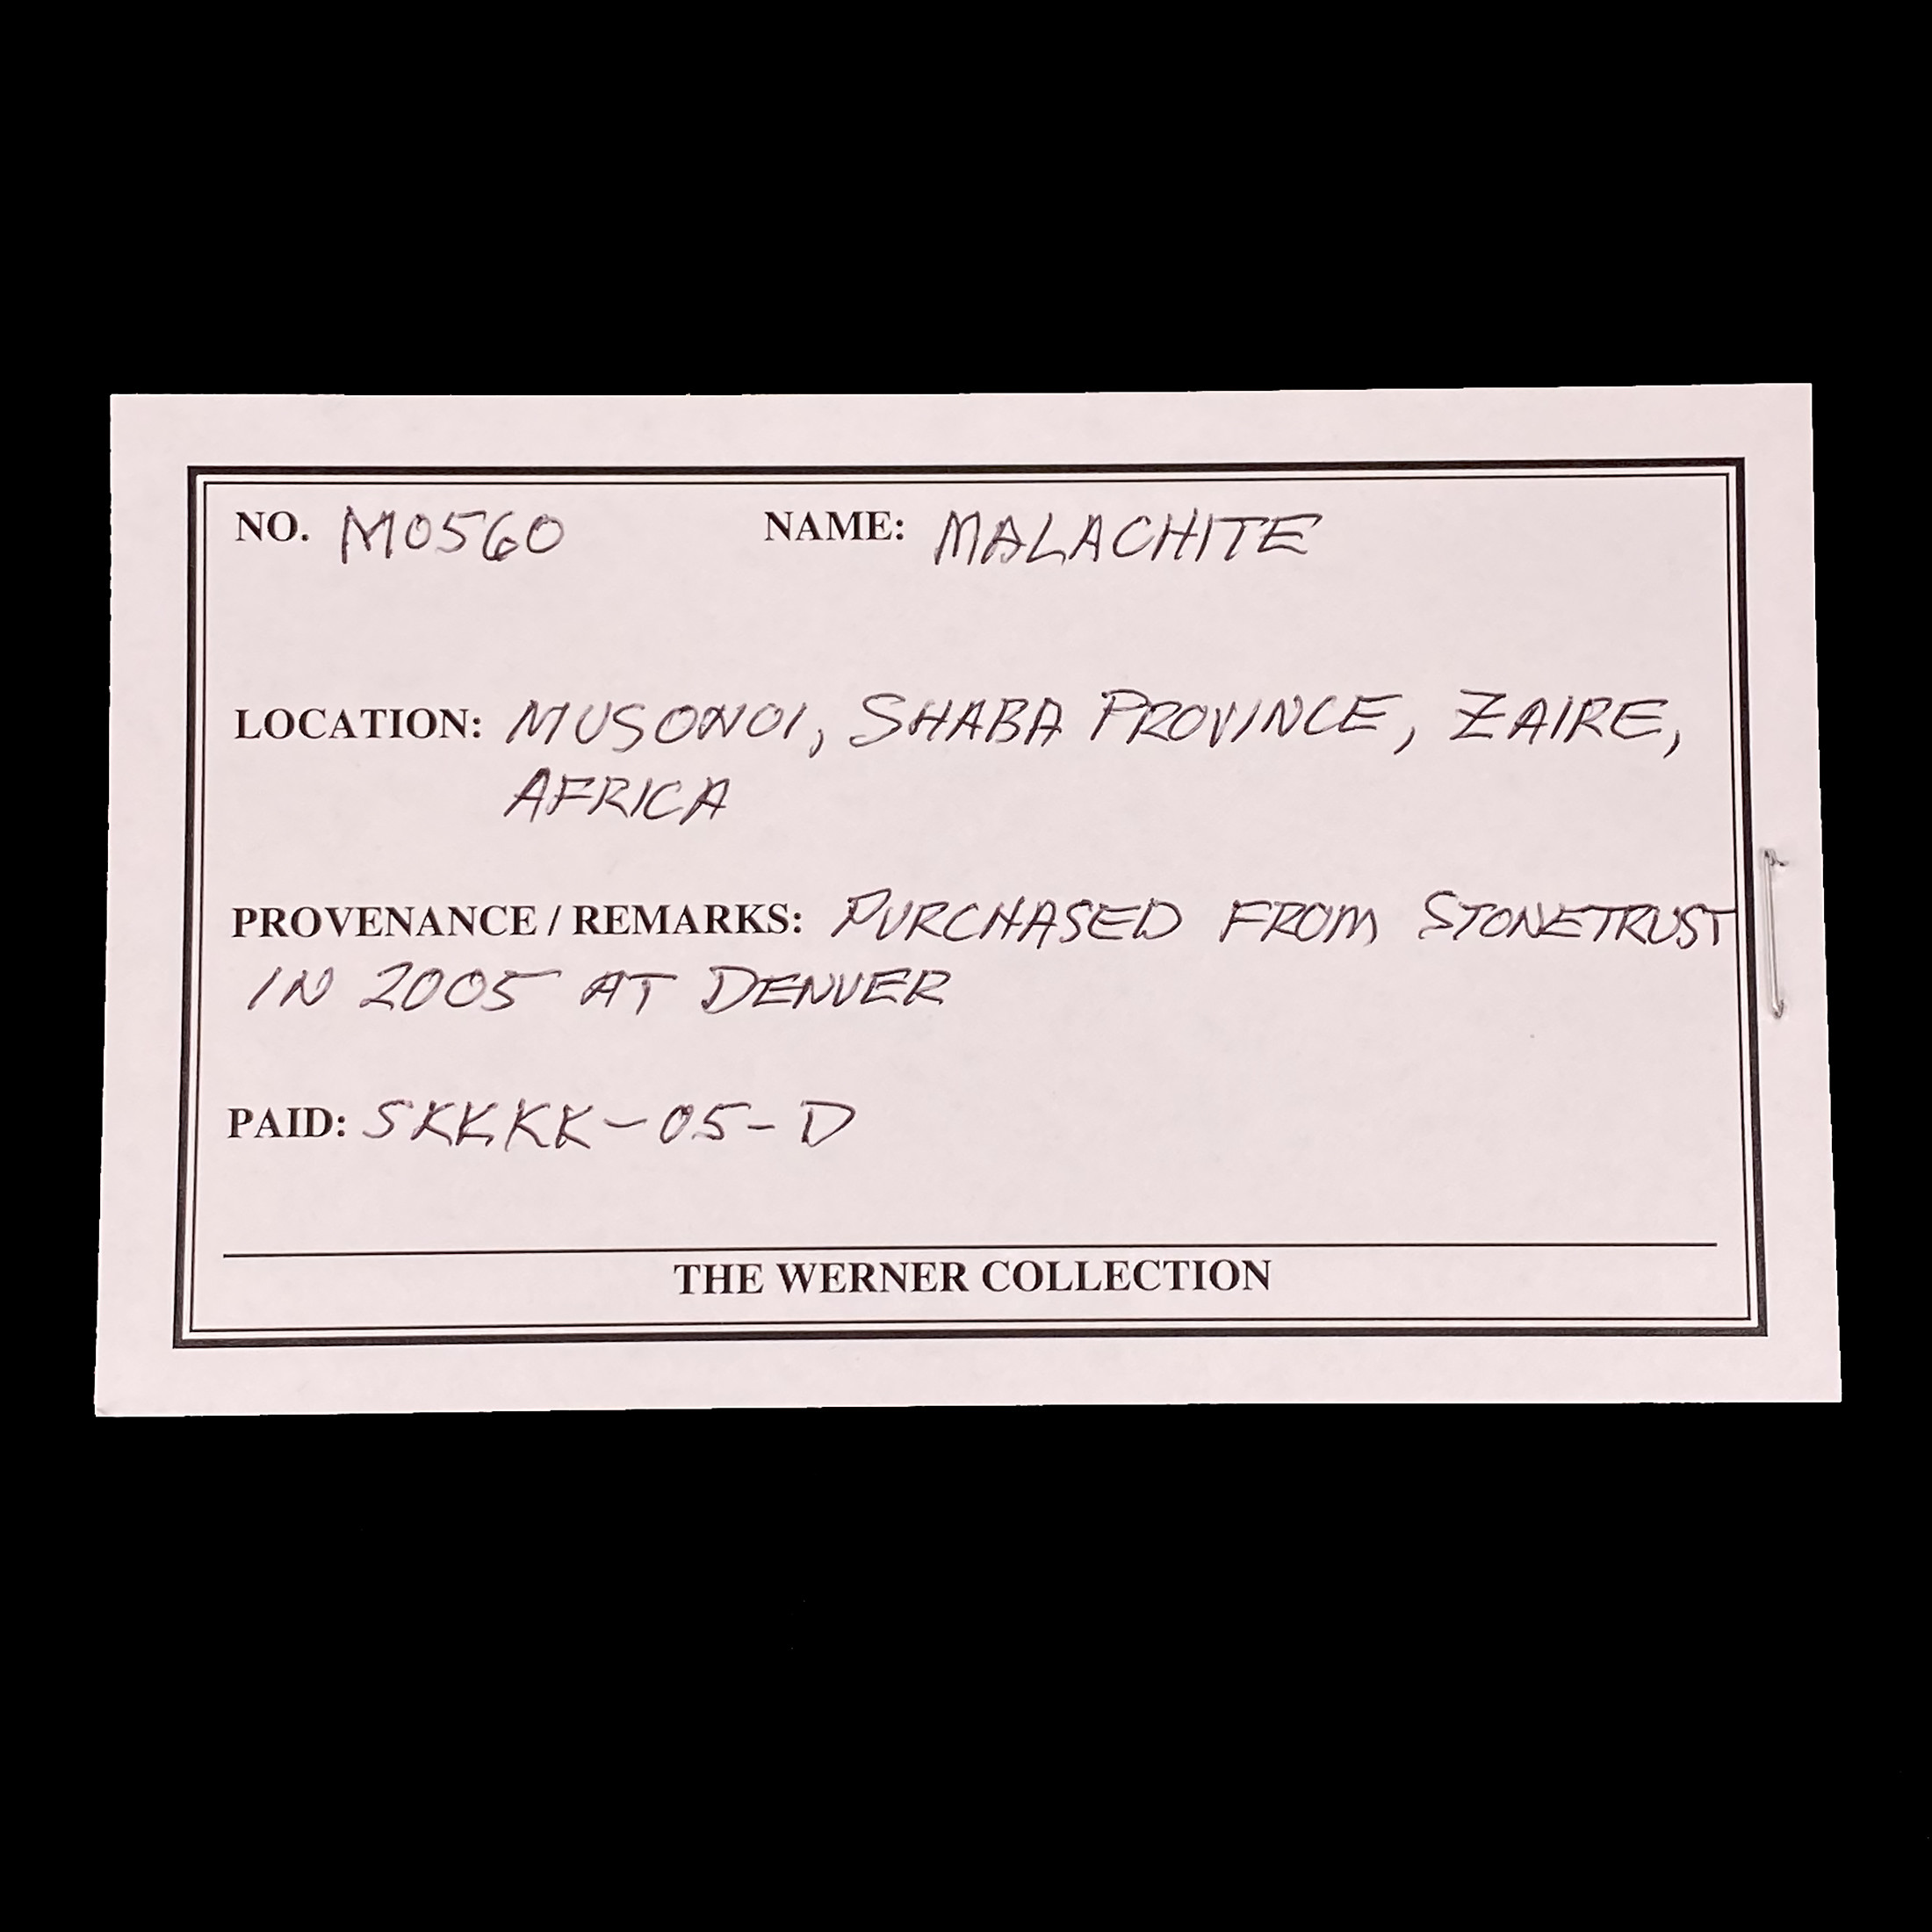 NO. M0560 NAME: MALACHITE
LOCATION: MUSONOI, SHABA PROVINCE, ZAIRE,
AFRICA
PROVENANCE / REMARKS: PURCHASED FROM STONETRUST
IN 2005 AT DENVER
PAID: SKKKK-05-D
THE WERNER COLLECTION